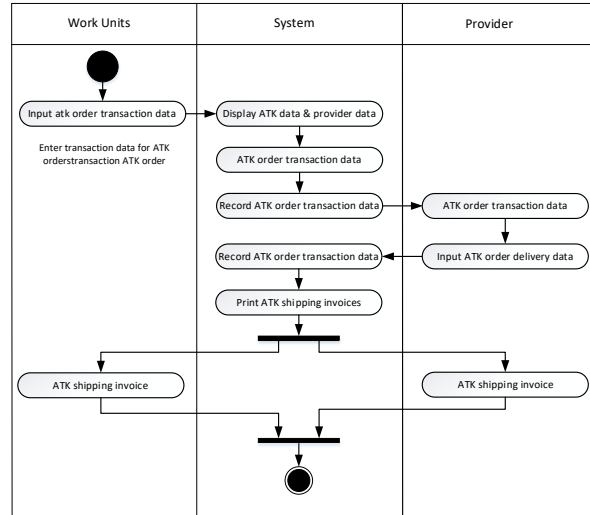 Work Units
System
Provider
Input atk order transaction data
Display ATK data & provider data
Enter transaction data for ATK
orderstransaction ATK order
ATK order transaction data
Record ATK order transaction data
ATK order transaction data
Record ATK order transaction data
Input ATK order delivery data
Print ATK shipping invoices
ATK shipping invoice
ATK shipping invoice